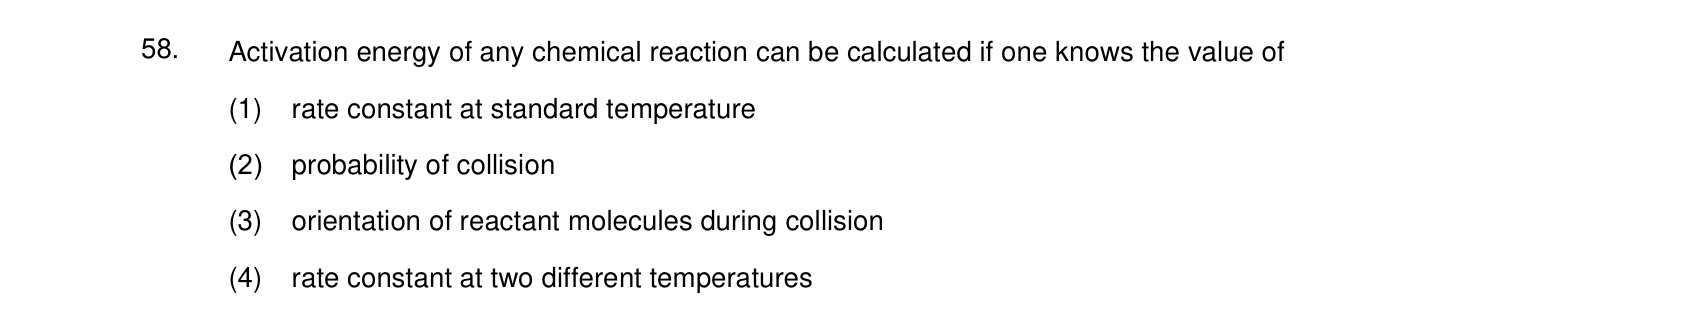 58. Activation energy of any chemical reaction can be calculated if one knows the value of
(1) rate constant at standard temperature
(2) probability of collision
(3) orientation of reactant molecules during collision
(4) rate constant at two different temperatures